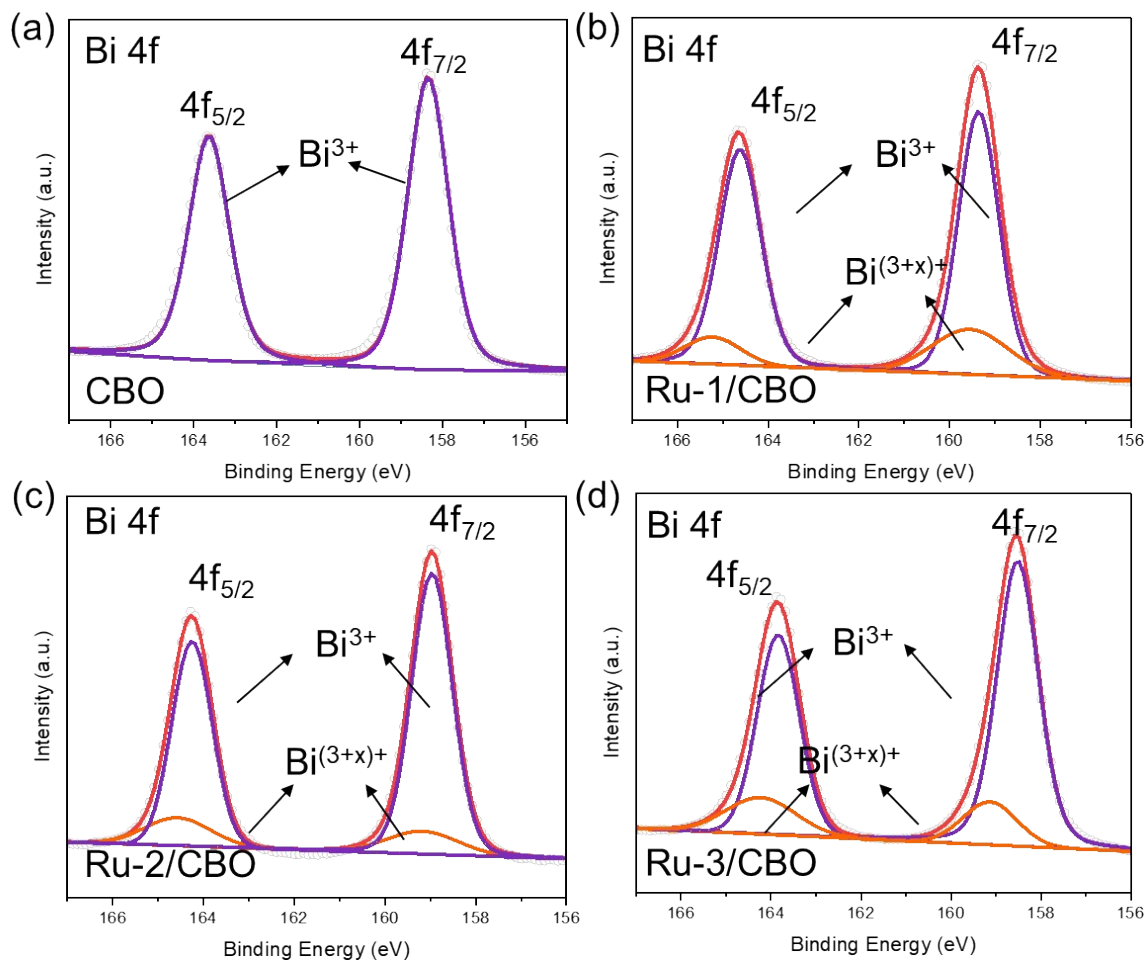 (a)
Bi 4f
4f5/2
4f7/2
Bi3+
CBO
Intensity (a.u.)
166 164 162 160 158 156
Binding Energy (eV)
(b)
Bi 4f
4f5/2
4f7/2
Bi3+
Bi(3+x)+
Ru-1/CBO
Intensity (a.u.)
166 164 162 160 158 156
Binding Energy (eV)
(c)
Bi 4f
4f5/2
4f7/2
Bi3+
Bi(3+x)+
Ru-2/CBO
Intensity (a.u.)
166 164 162 160 158 156
Binding Energy (eV)
(d)
Bi 4f
4f5/2
4f7/2
Bi3+
Bi(3+x)+
Ru-3/CBO
Intensity (a.u.)
166 164 162 160 158 156
Binding Energy (eV)